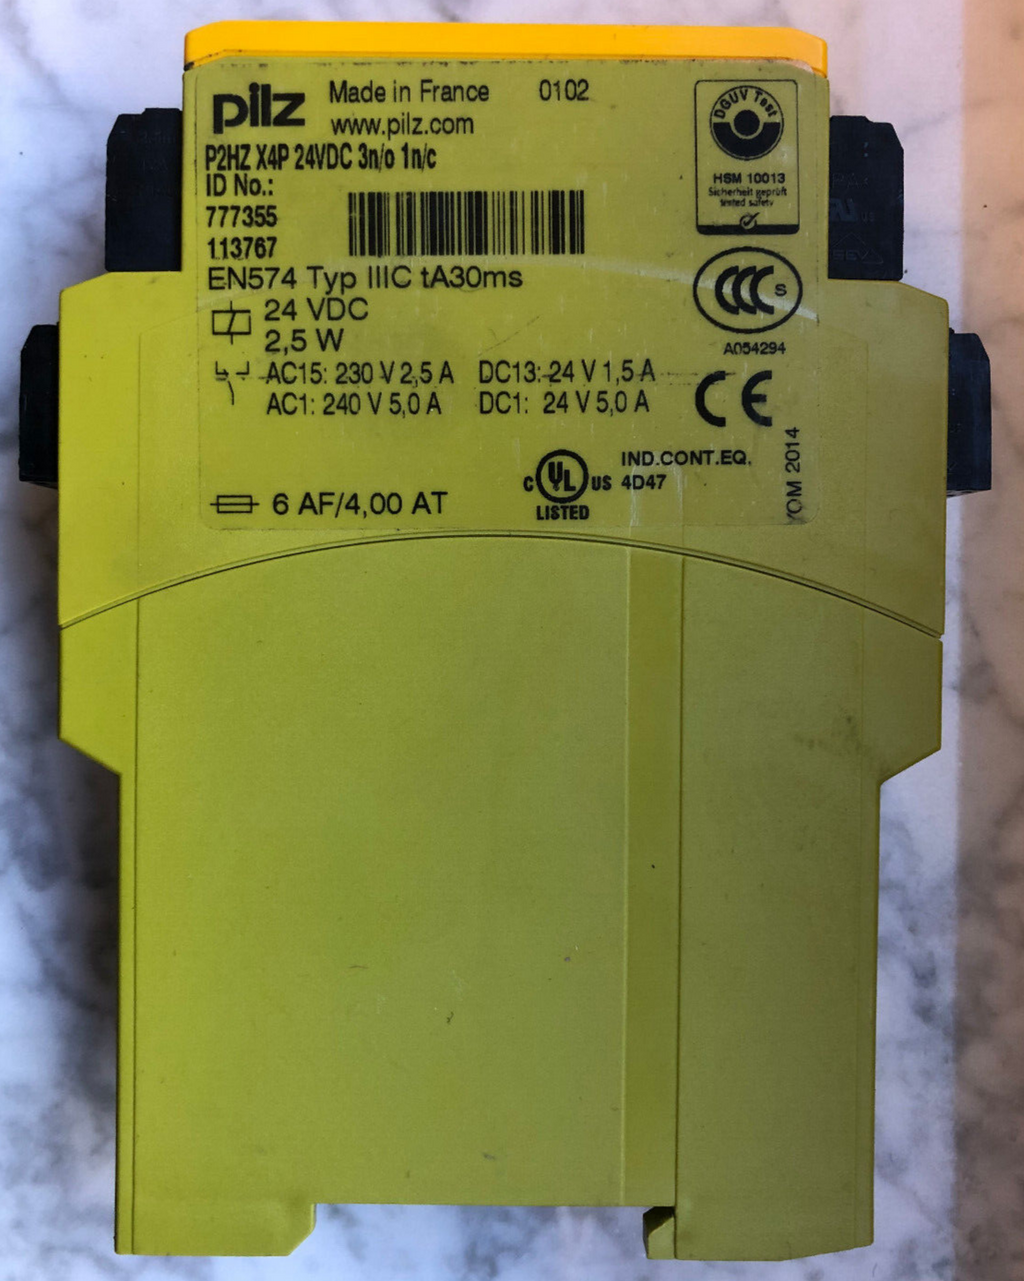 pilz Made in France 0102
www.pilz.com
P2HZ X4P 24VDC 3n/o 1n/c
ID No.:
777355
113767
EN574 Typ IIIC tA30ms
24 VDC
2,5 W
AC15: 230 V 2,5 A DC13: 24 V 1,5 A
AC1: 240 V 5,0 A DC1: 24 V 5,0 A
6 AF/4,00 AT
DGUV Test
HSM 10013
Sicherheit geprüft
tested safety
CCC S
A054294
CE
C UL US
LISTED
IND.CONT.EQ.
4D47
YOM 2014